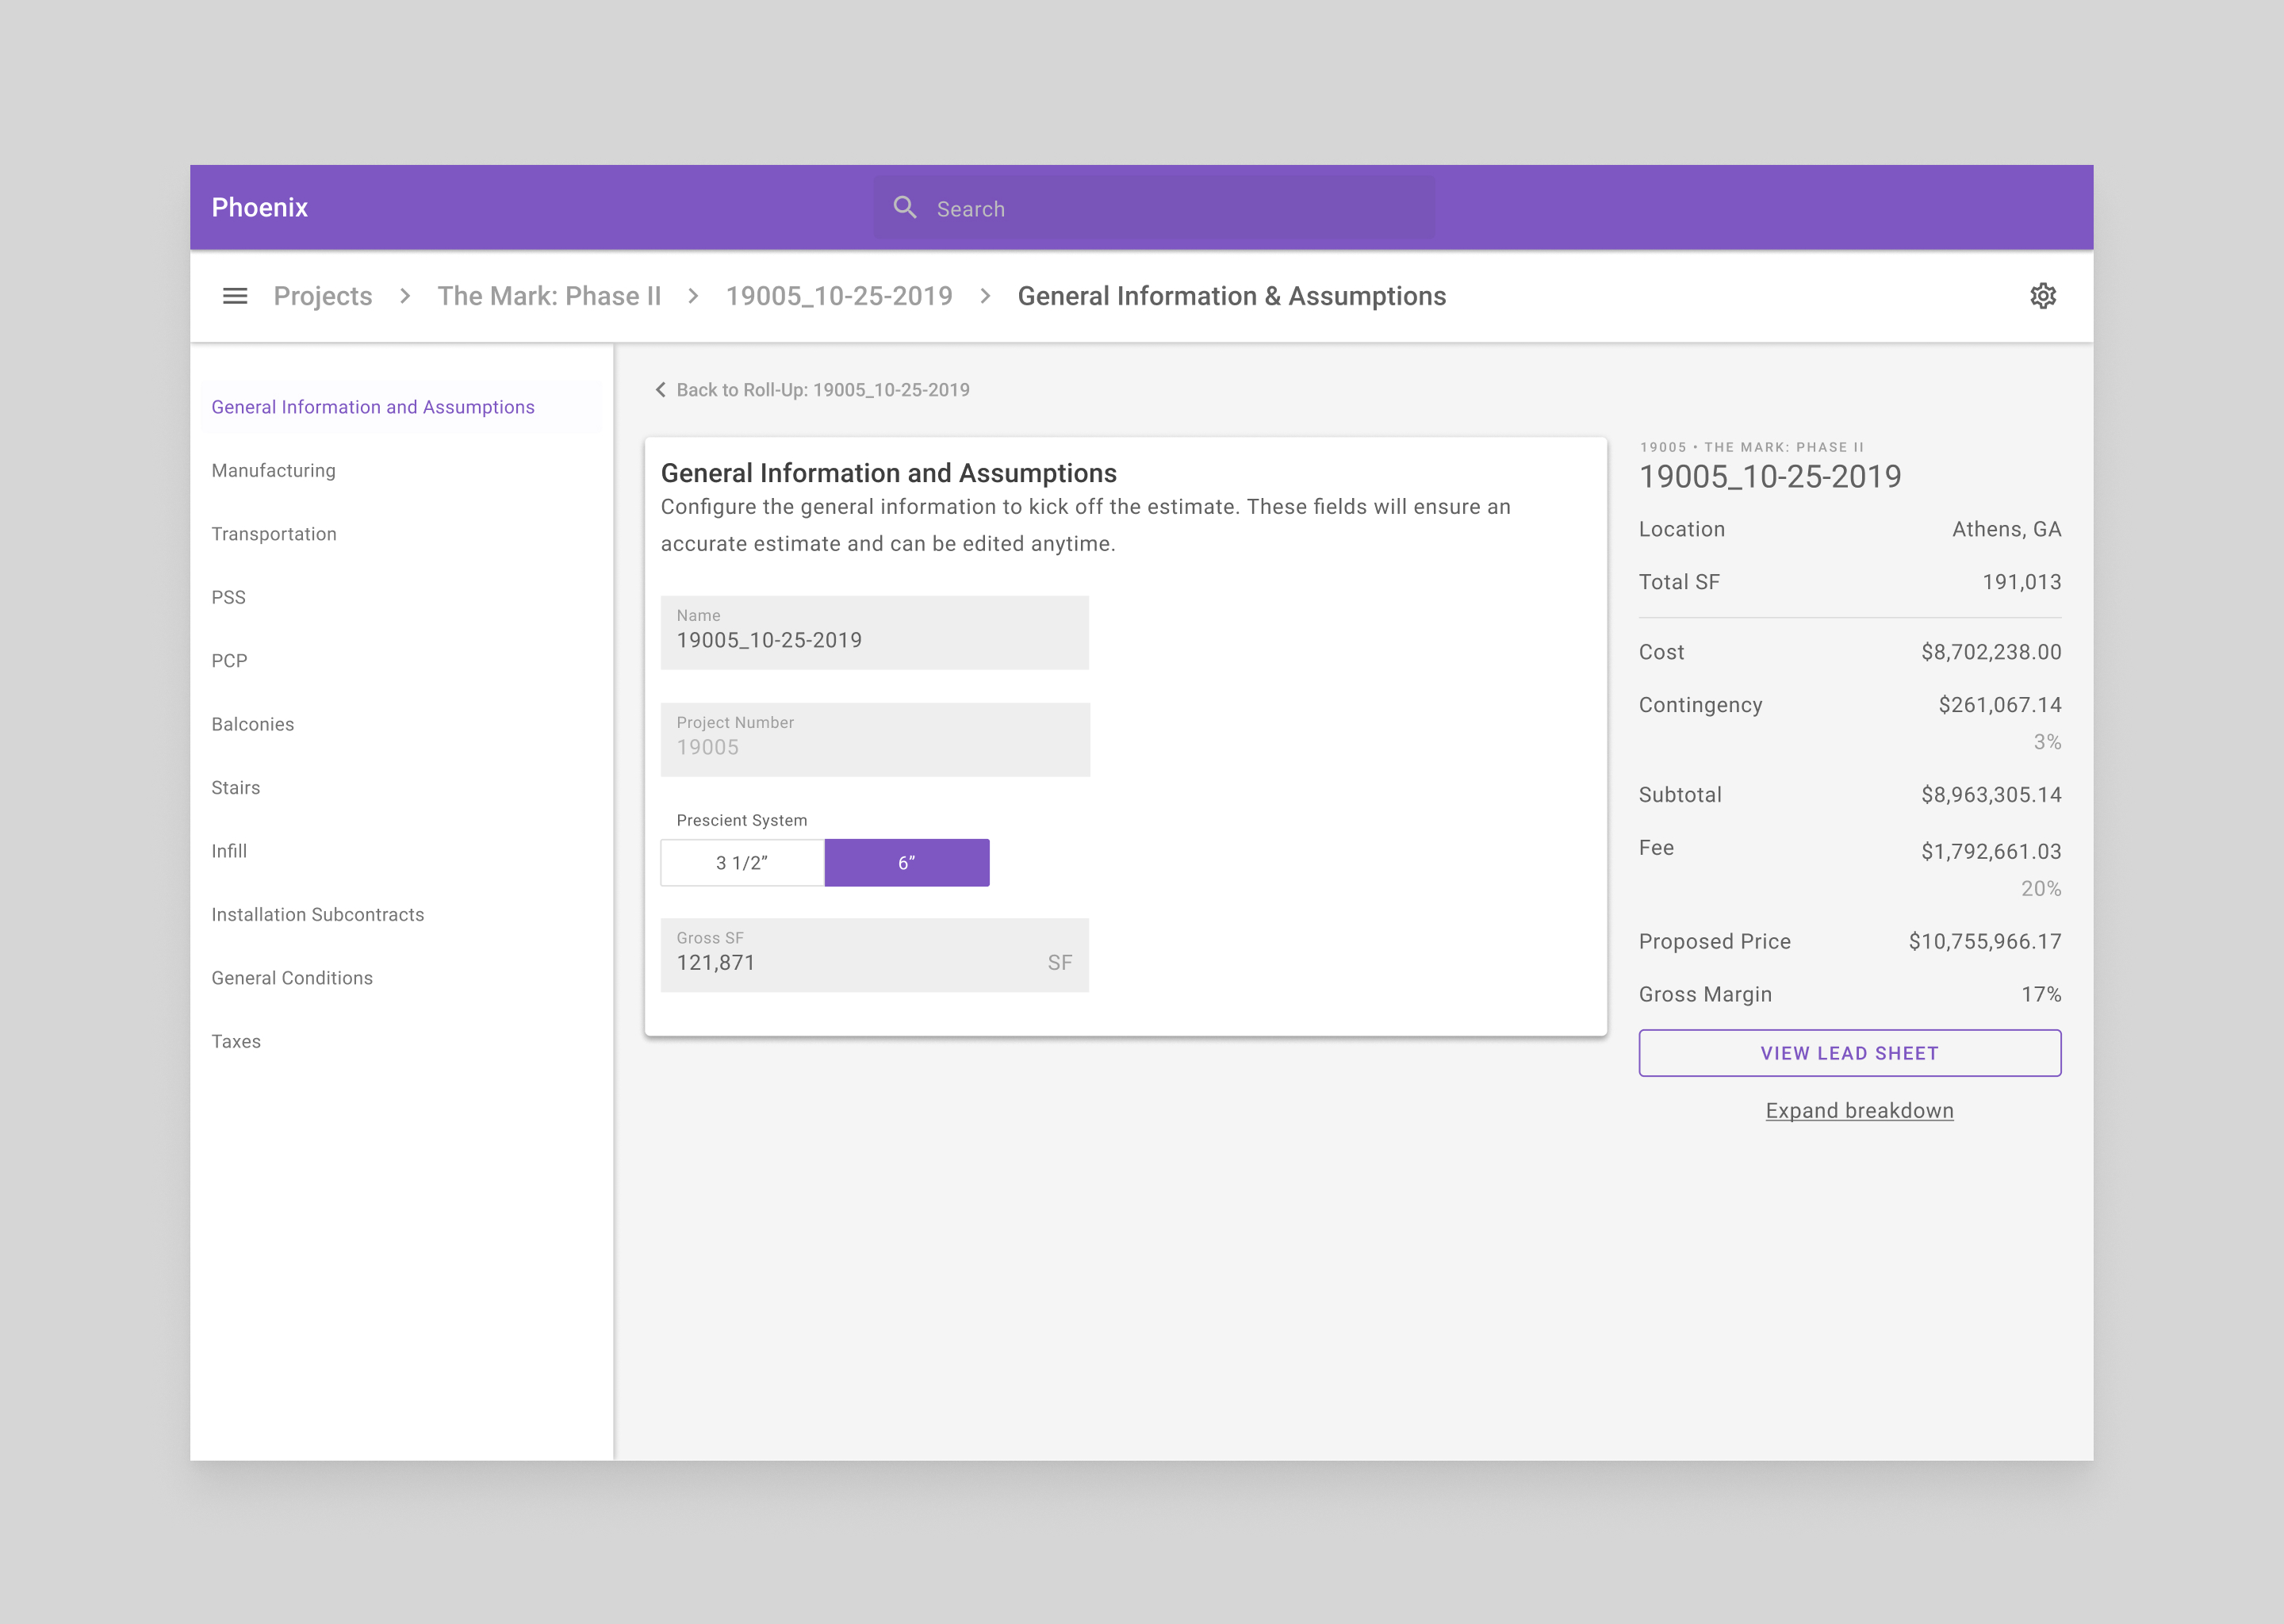 Phoenix
Search
Projects
The Mark: Phase II
19005_10-25-2019
General Information & Assumptions
General Information and Assumptions
Manufacturing
Transportation
PSS
PCP
Balconies
Stairs
Infill
Installation Subcontracts
General Conditions
Taxes
Back to Roll-Up: 19005_10-25-2019
General Information and Assumptions
Configure the general information to kick off the estimate. These fields will ensure an
accurate estimate and can be edited anytime.
Name
19005_10-25-2019
Project Number
19005
Prescient System
3 1/2”
6”
Gross SF
121,871 SF
19005 • THE MARK: PHASE II
19005_10-25-2019
Location Athens, GA
Total SF 191,013
Cost $8,702,238.00
Contingency $261,067.14
3%
Subtotal $8,963,305.14
Fee $1,792,661.03
20%
Proposed Price $10,755,966.17
Gross Margin 17%
VIEW LEAD SHEET
Expand breakdown